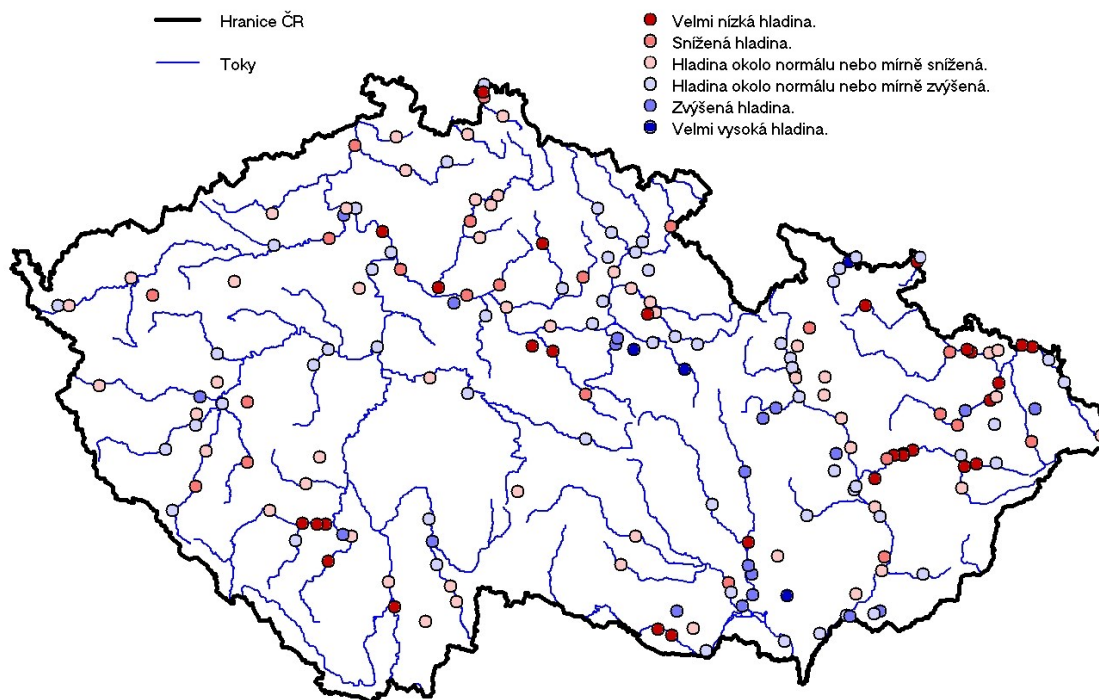 Hranice ČR
Toky
Velmi nízká hladina.
Snížená hladina.
Hladina okolo normálu nebo mírně snížená.
Hladina okolo normálu nebo mírně zvýšená.
Zvýšená hladina.
Velmi vysoká hladina.